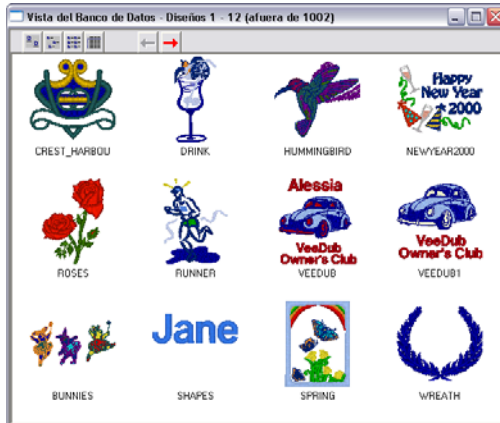 Vista del Banco de Datos - Diseños 1 - 12 (afuera de 1002)
CREST_HARBOU
DRINK
HUMMINGBIRD
Happy
New Year
2000
NEWYEAR2000
ROSES
RUNNER
Alessia
VeeDub
Owner's Club
VEEDUB
VeeDub
Owner's Club
VEEDUB1
BUNNIES
Jane
SHAPES
SPRING
WREATH